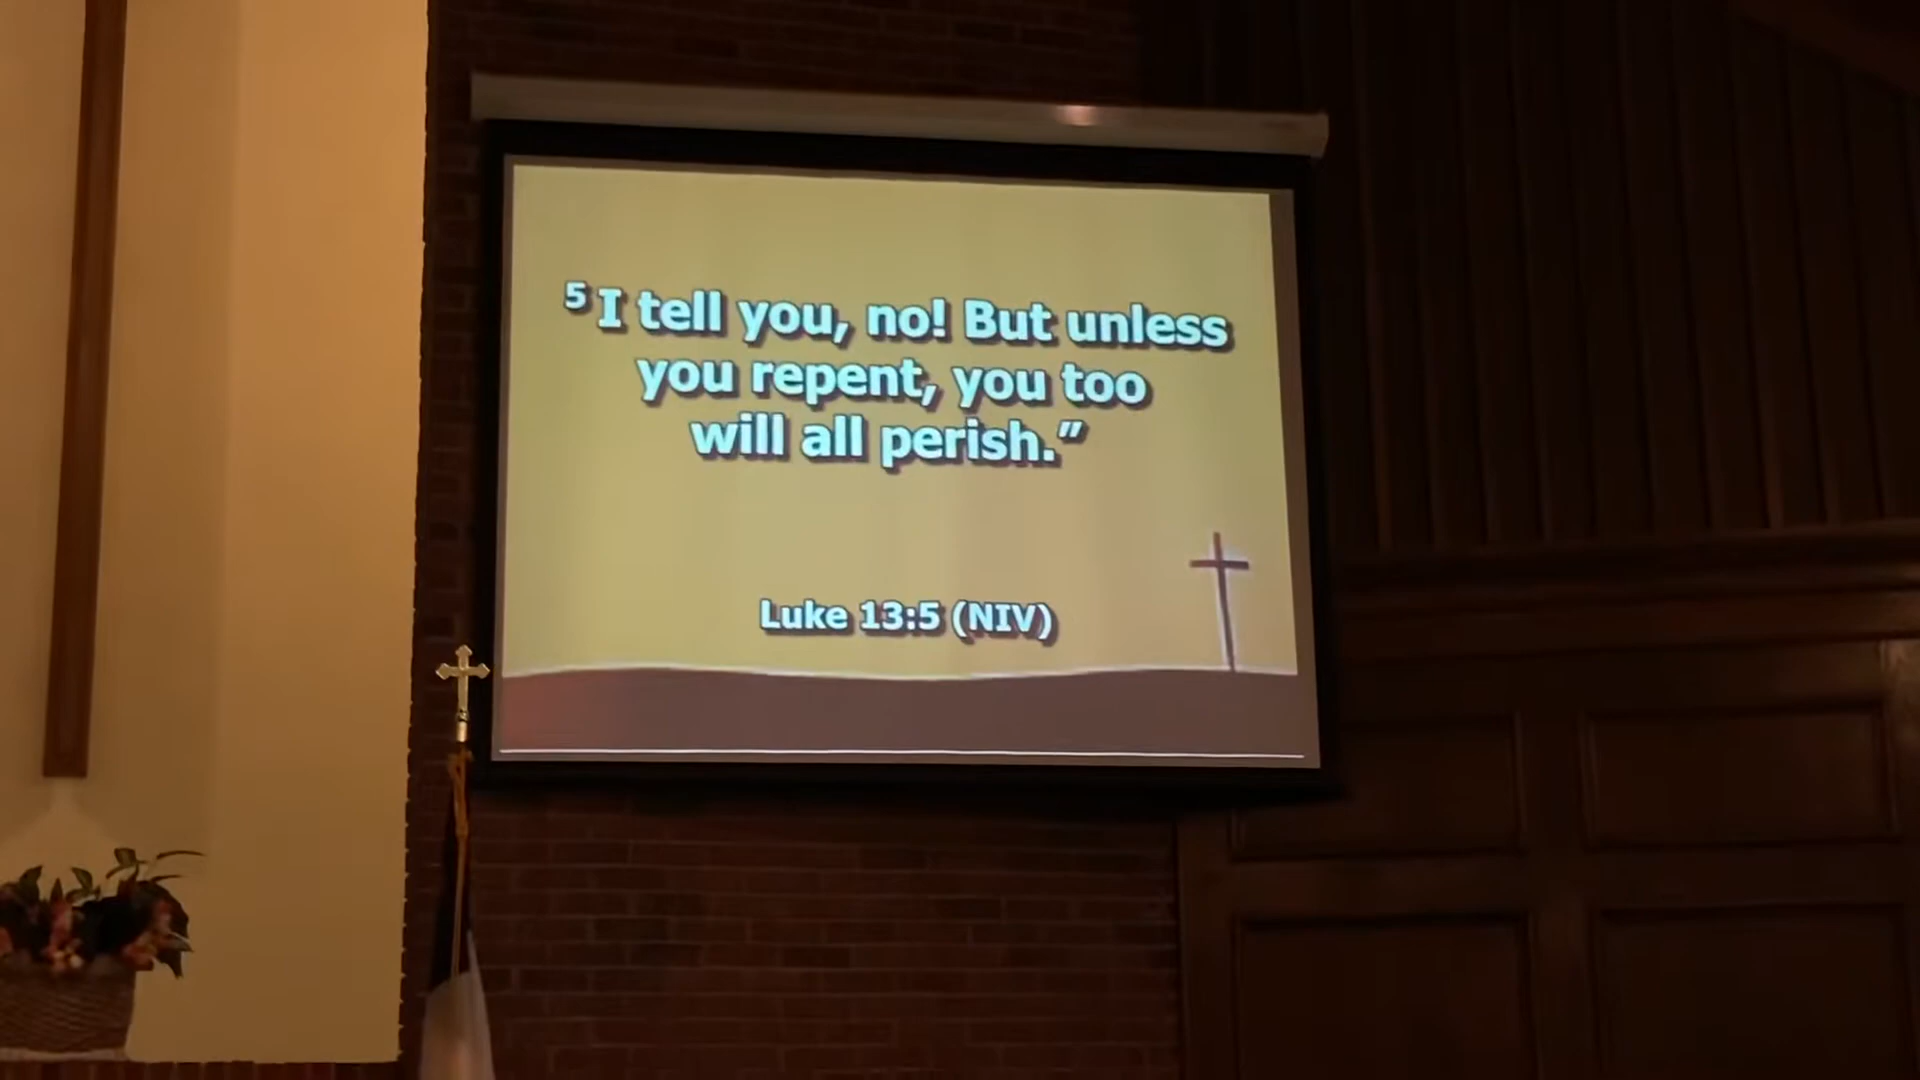 5 I tell you, no! But unless
you repent, you too
will all perish.”
Luke 13:5 (NIV)